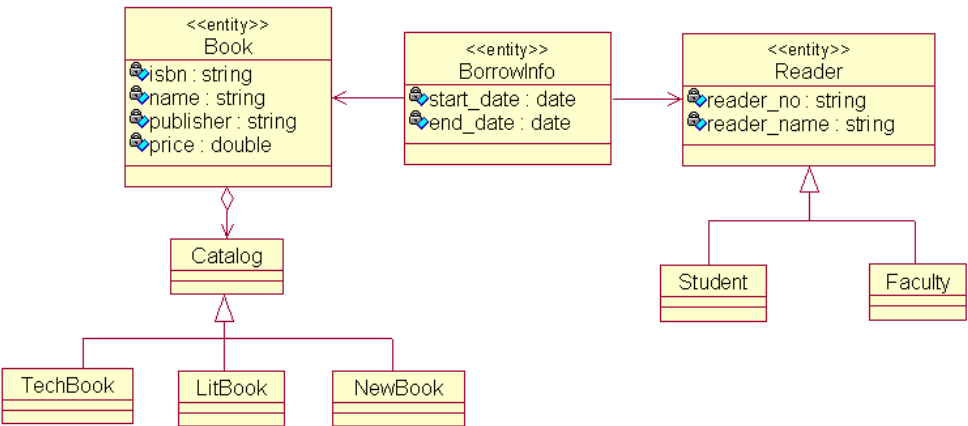 <<entity>>
Book
isbn : string
name : string
publisher : string
price : double
<<entity>>
BorrowInfo
start_date : date
end_date : date
<<entity>>
Reader
reader_no : string
reader_name : string
Catalog
Student
Faculty
TechBook
LitBook
NewBook